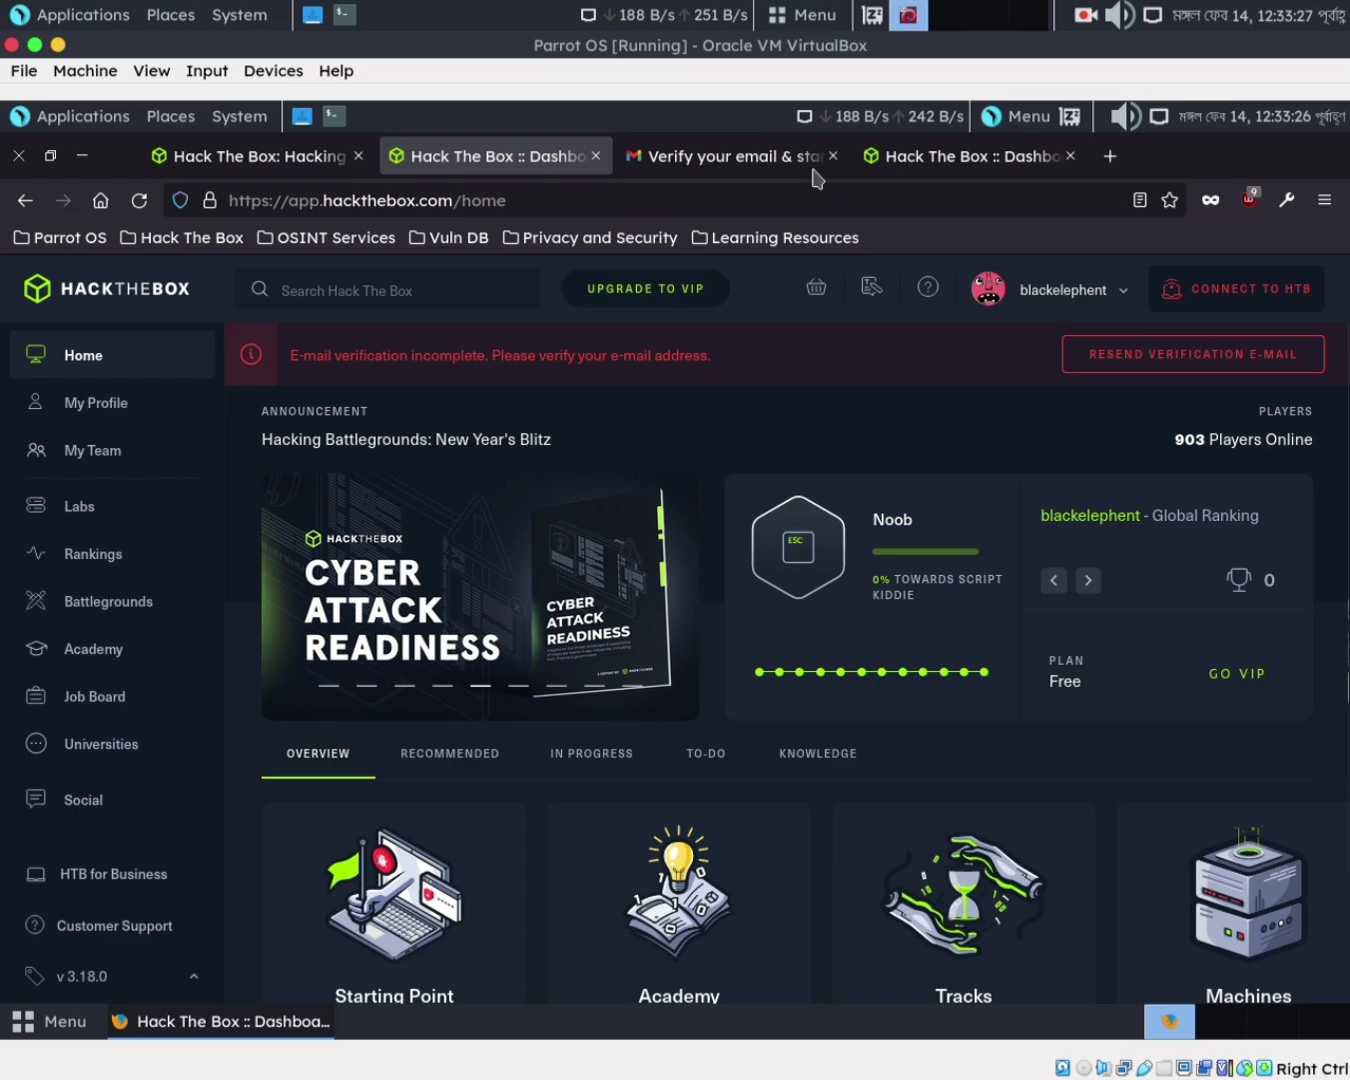 Applications Places System 188 B/s 251 B/s Menu মঙ্গল ফেব 14, 12:33:27 পূর্বাহ্
Parrot OS [Running] - Oracle VM VirtualBox
File Machine View Input Devices Help
Applications Places System 188 B/s 242 B/s Menu মঙ্গল ফেব 14, 12:33:26 পূর্বাহ্ণ
Hack The Box: Hacking Hack The Box :: Dashbo Verify your email & star Hack The Box :: Dashbo
https://app.hackthebox.com/home 9
Parrot OS Hack The Box OSINT Services Vuln DB Privacy and Security Learning Resources
HACKTHEBOX Search Hack The Box UPGRADE TO VIP blackelephent CONNECT TO HTB
Home
E-mail verification incomplete. Please verify your e-mail address. RESEND VERIFICATION E-MAIL
My Profile
My Team
Labs
Rankings
Battlegrounds
Academy
Job Board
Universities
Social
HTB for Business
Customer Support
v 3.18.0
ANNOUNCEMENT
Hacking Battlegrounds: New Year's Blitz
PLAYERS
903 Players Online
HACKTHEBOX
CYBER
ATTACK
READINESS
CYBER
ATTACK
READINESS
ESC
Noob
0% TOWARDS SCRIPT
KIDDIE
blackelephent - Global Ranking
0
PLAN
Free
GO VIP
OVERVIEW RECOMMENDED IN PROGRESS TO-DO KNOWLEDGE
Starting Point Academy Tracks Machines
Menu Hack The Box :: Dashboa...
Right Ctrl